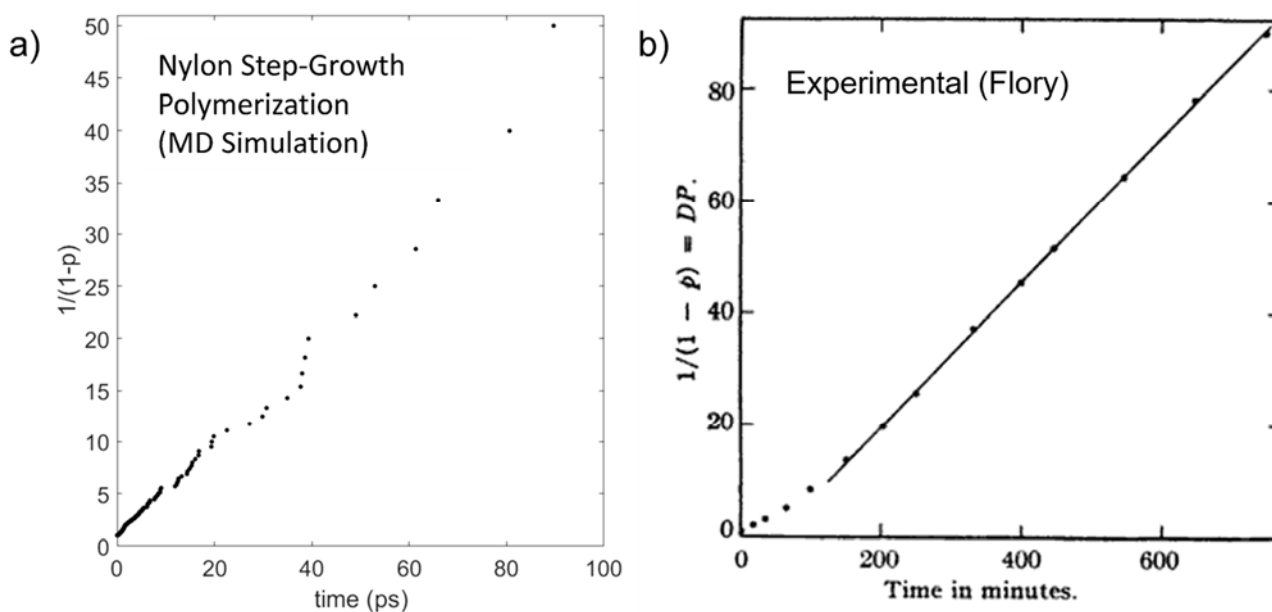 a)
Nylon Step-Growth
Polymerization
(MD Simulation)
1/(1-p)
50
45
40
35
30
25
20
15
10
5
0
0 20 40 60 80 100
time (ps)
b)
Experimental (Flory)
1/(1 − p) = DP.
80
60
40
20
0
0 200 400 600
Time in minutes.